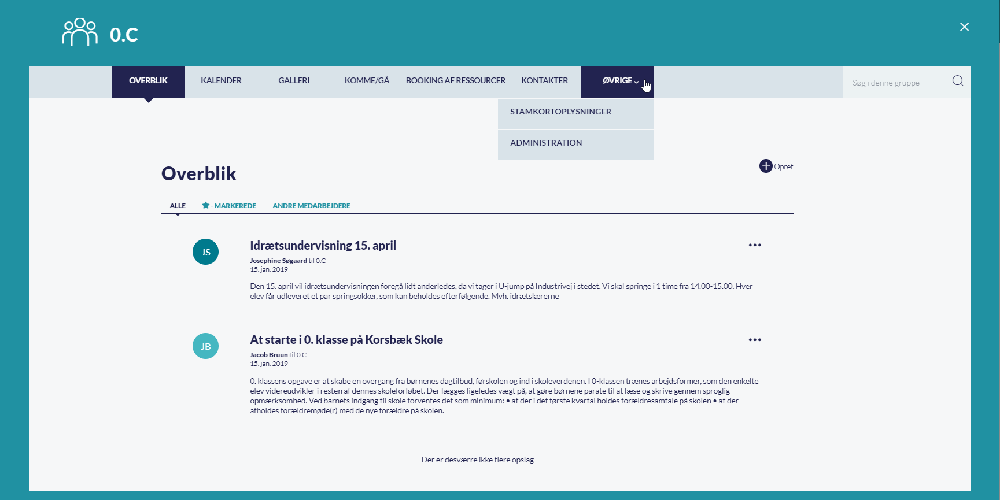 0.C
OVERBLIK KALENDER GALLERI KOMME/GÅ BOOKING AF RESSOURCER KONTAKTER ØVRIGE Søg i denne gruppe
STAMKORTOPLYSNINGER
ADMINISTRATION
Overblik
Opret
ALLE - MARKEREDE ANDRE MEDARBEJDERE
JS
Idrætsundervisning 15. april
Josephine Søgaard til 0.C
15. jan. 2019
Den 15. april vil idrætsundervisningen foregå lidt anderledes, da vi tager i U-jump på Industrivej i stedet. Vi skal springe i 1 time fra 14.00-15.00. Hver
elev får udleveret et par springsokker, som kan beholdes efterfølgende. Mvh. idrætslærerne
JB
At starte i 0. klasse på Korsbæk Skole
Jacob Bruun til 0.C
15. jan. 2019
0. klassens opgave er at skabe en overgang fra børnenes dagtilbud, førskolen og ind i skoleverdenen. I 0-klassen trænes arbejdsformer, som den enkelte
elev videreudvikler i resten af dennes skoleforløbet. Der lægges ligeledes vægt på, at gøre børnene parate til at læse og skrive gennem sproglig
opmærksomhed. Ved barnets indgang til skole forventes det som minimum: • at der i det første kvartal holdes forældresamtale på skolen • at der
afholdes forældremøde(r) med de nye forældre på skolen.
Der er desværre ikke flere opslag